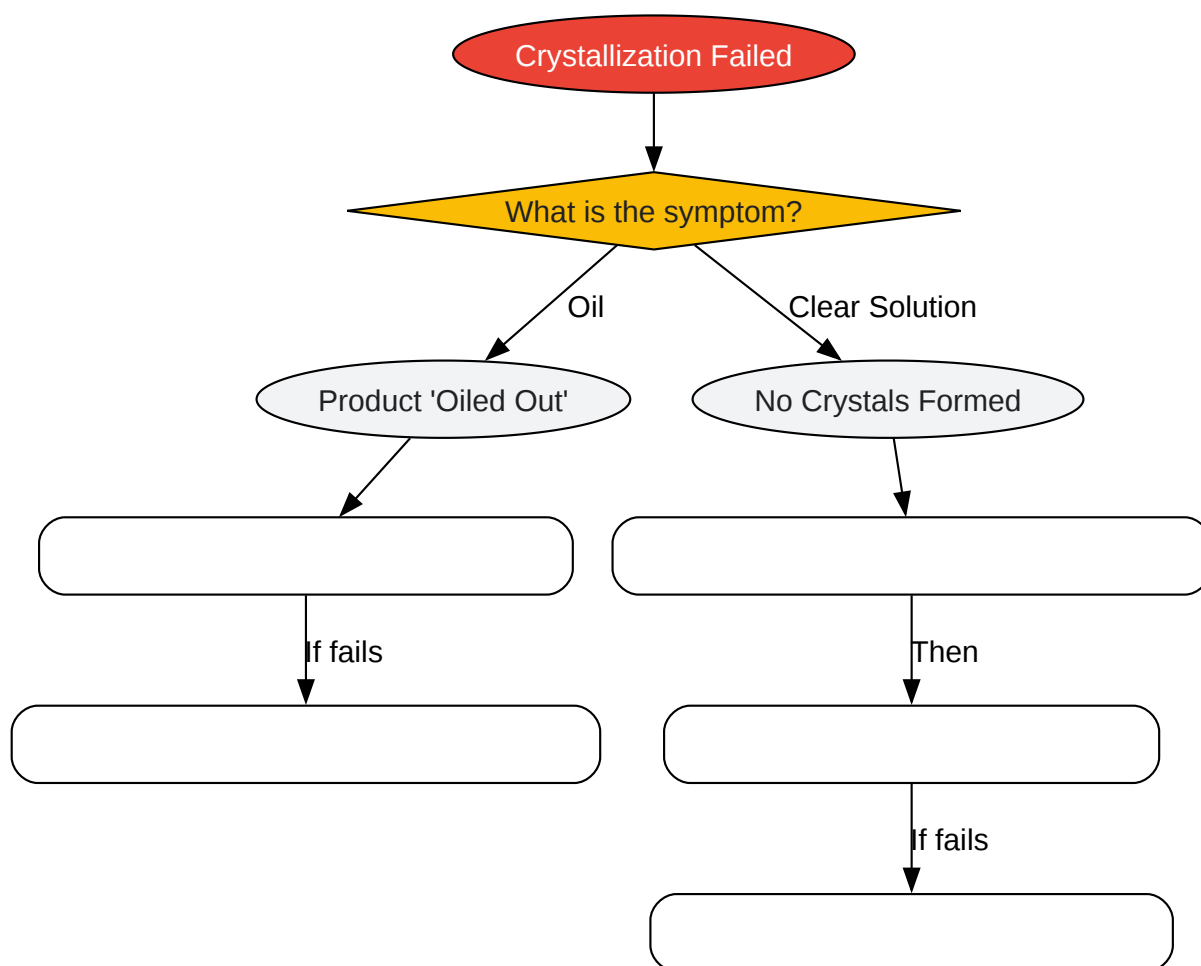 Crystallization Failed
What is the symptom?
Oil
Clear Solution
Product 'Oiled Out'
No Crystals Formed
If fails
Then
If fails